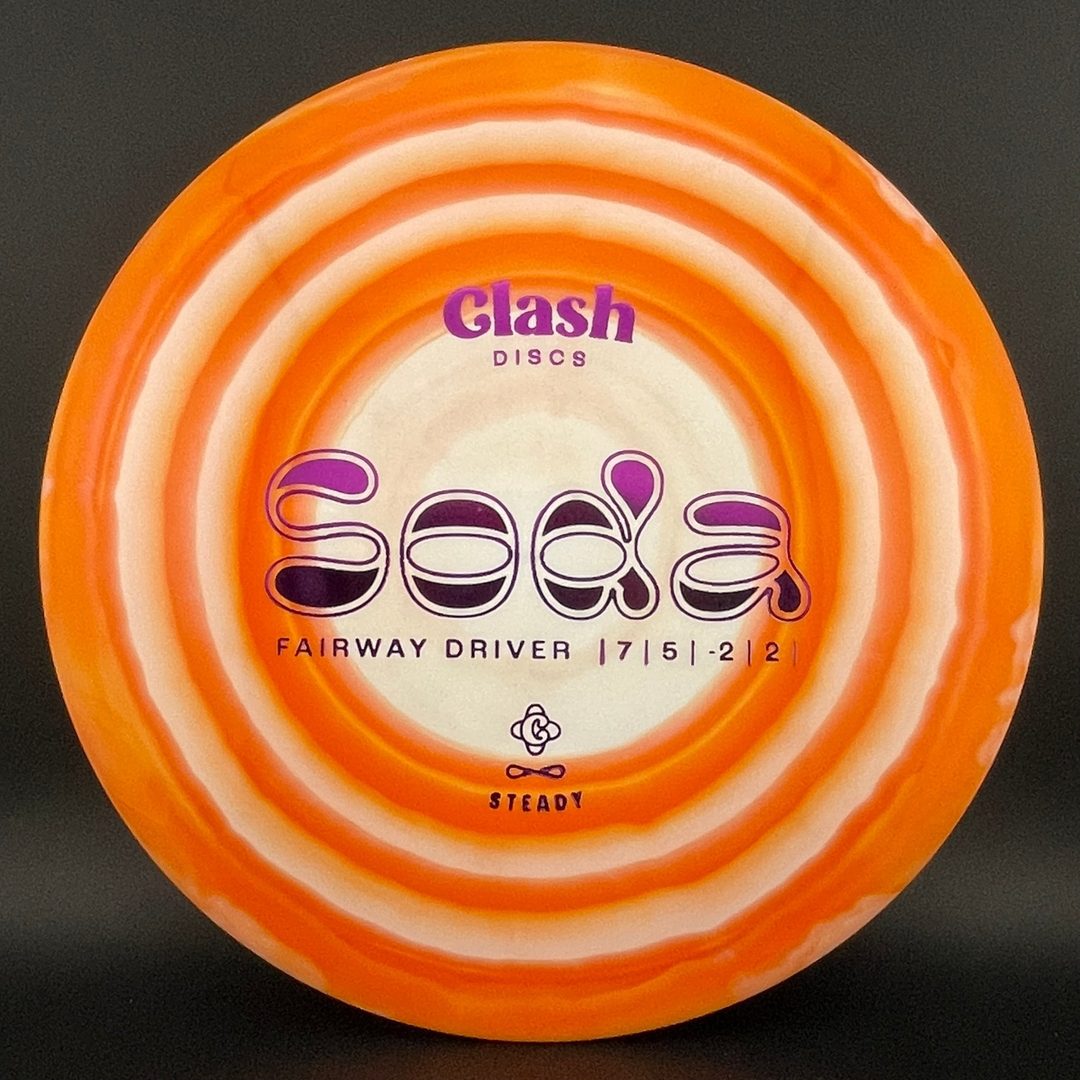 Clash
DISCS
Soda
FAIRWAY DRIVER | 7 | 5 | -2 | 2 |
C
STEADY